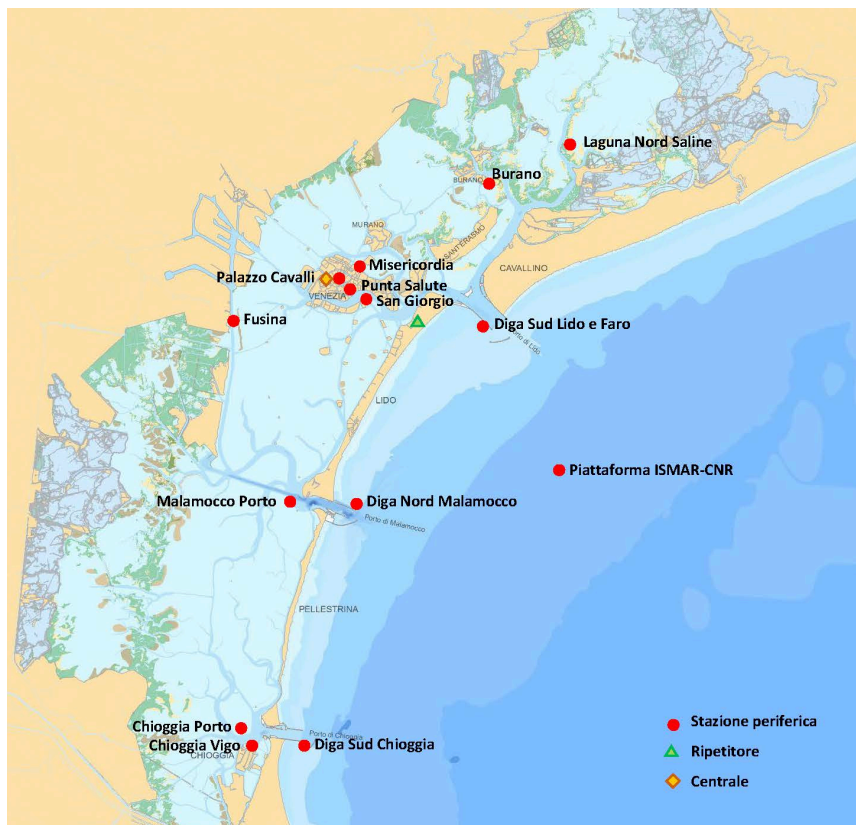 Laguna Nord Saline
Burano
BURANO
MURANO
SANT'ERASMO
CAVALLINO
Misericordia
Palazzo Cavalli
Punta Salute
VENEZIA
San Giorgio
Fusina
Diga Sud Lido e Faro
Porto di Lido
LIDO
Piattaforma ISMAR-CNR
Malamocco Porto
Diga Nord Malamocco
Porto di Malamocco
PELLESTRINA
Stazione periferica
Chioggia Porto
Porto di Chioggia
Chioggia Vigo
Diga Sud Chioggia
CHIOGGIA
Ripetitore
Centrale